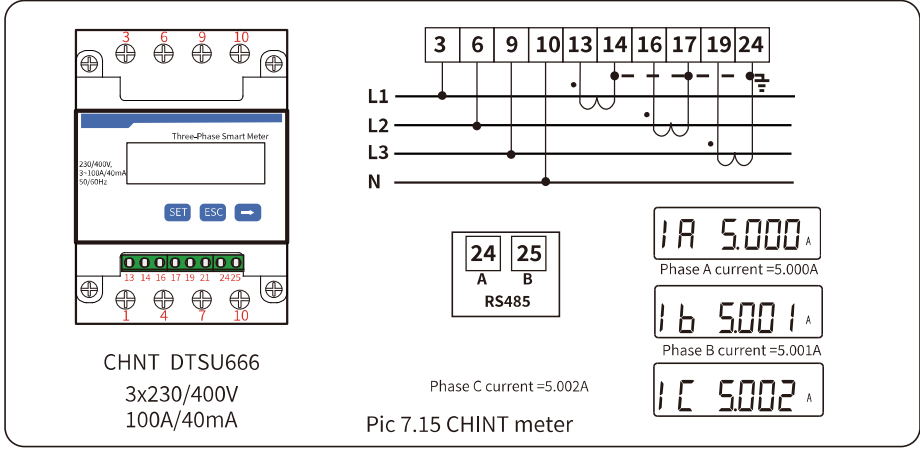 3 6 9 10
Three-Phase Smart Meter
230/400V,
3~100A/40mA
50/60Hz
SET ESC
13 14 16 17 19 21 24 25
1 4 7 10
CHNT DTSU666
3x230/400V
100A/40mA
3 6 9 10 13 14 16 17 19 24
L1
L2
L3
N
24 25
A B
RS485
I A 5.000 A
Phase A current =5.000A
I b 5.001 A
Phase B current =5.001A
I C 5.002 A
Phase C current =5.002A
Pic 7.15 CHINT meter